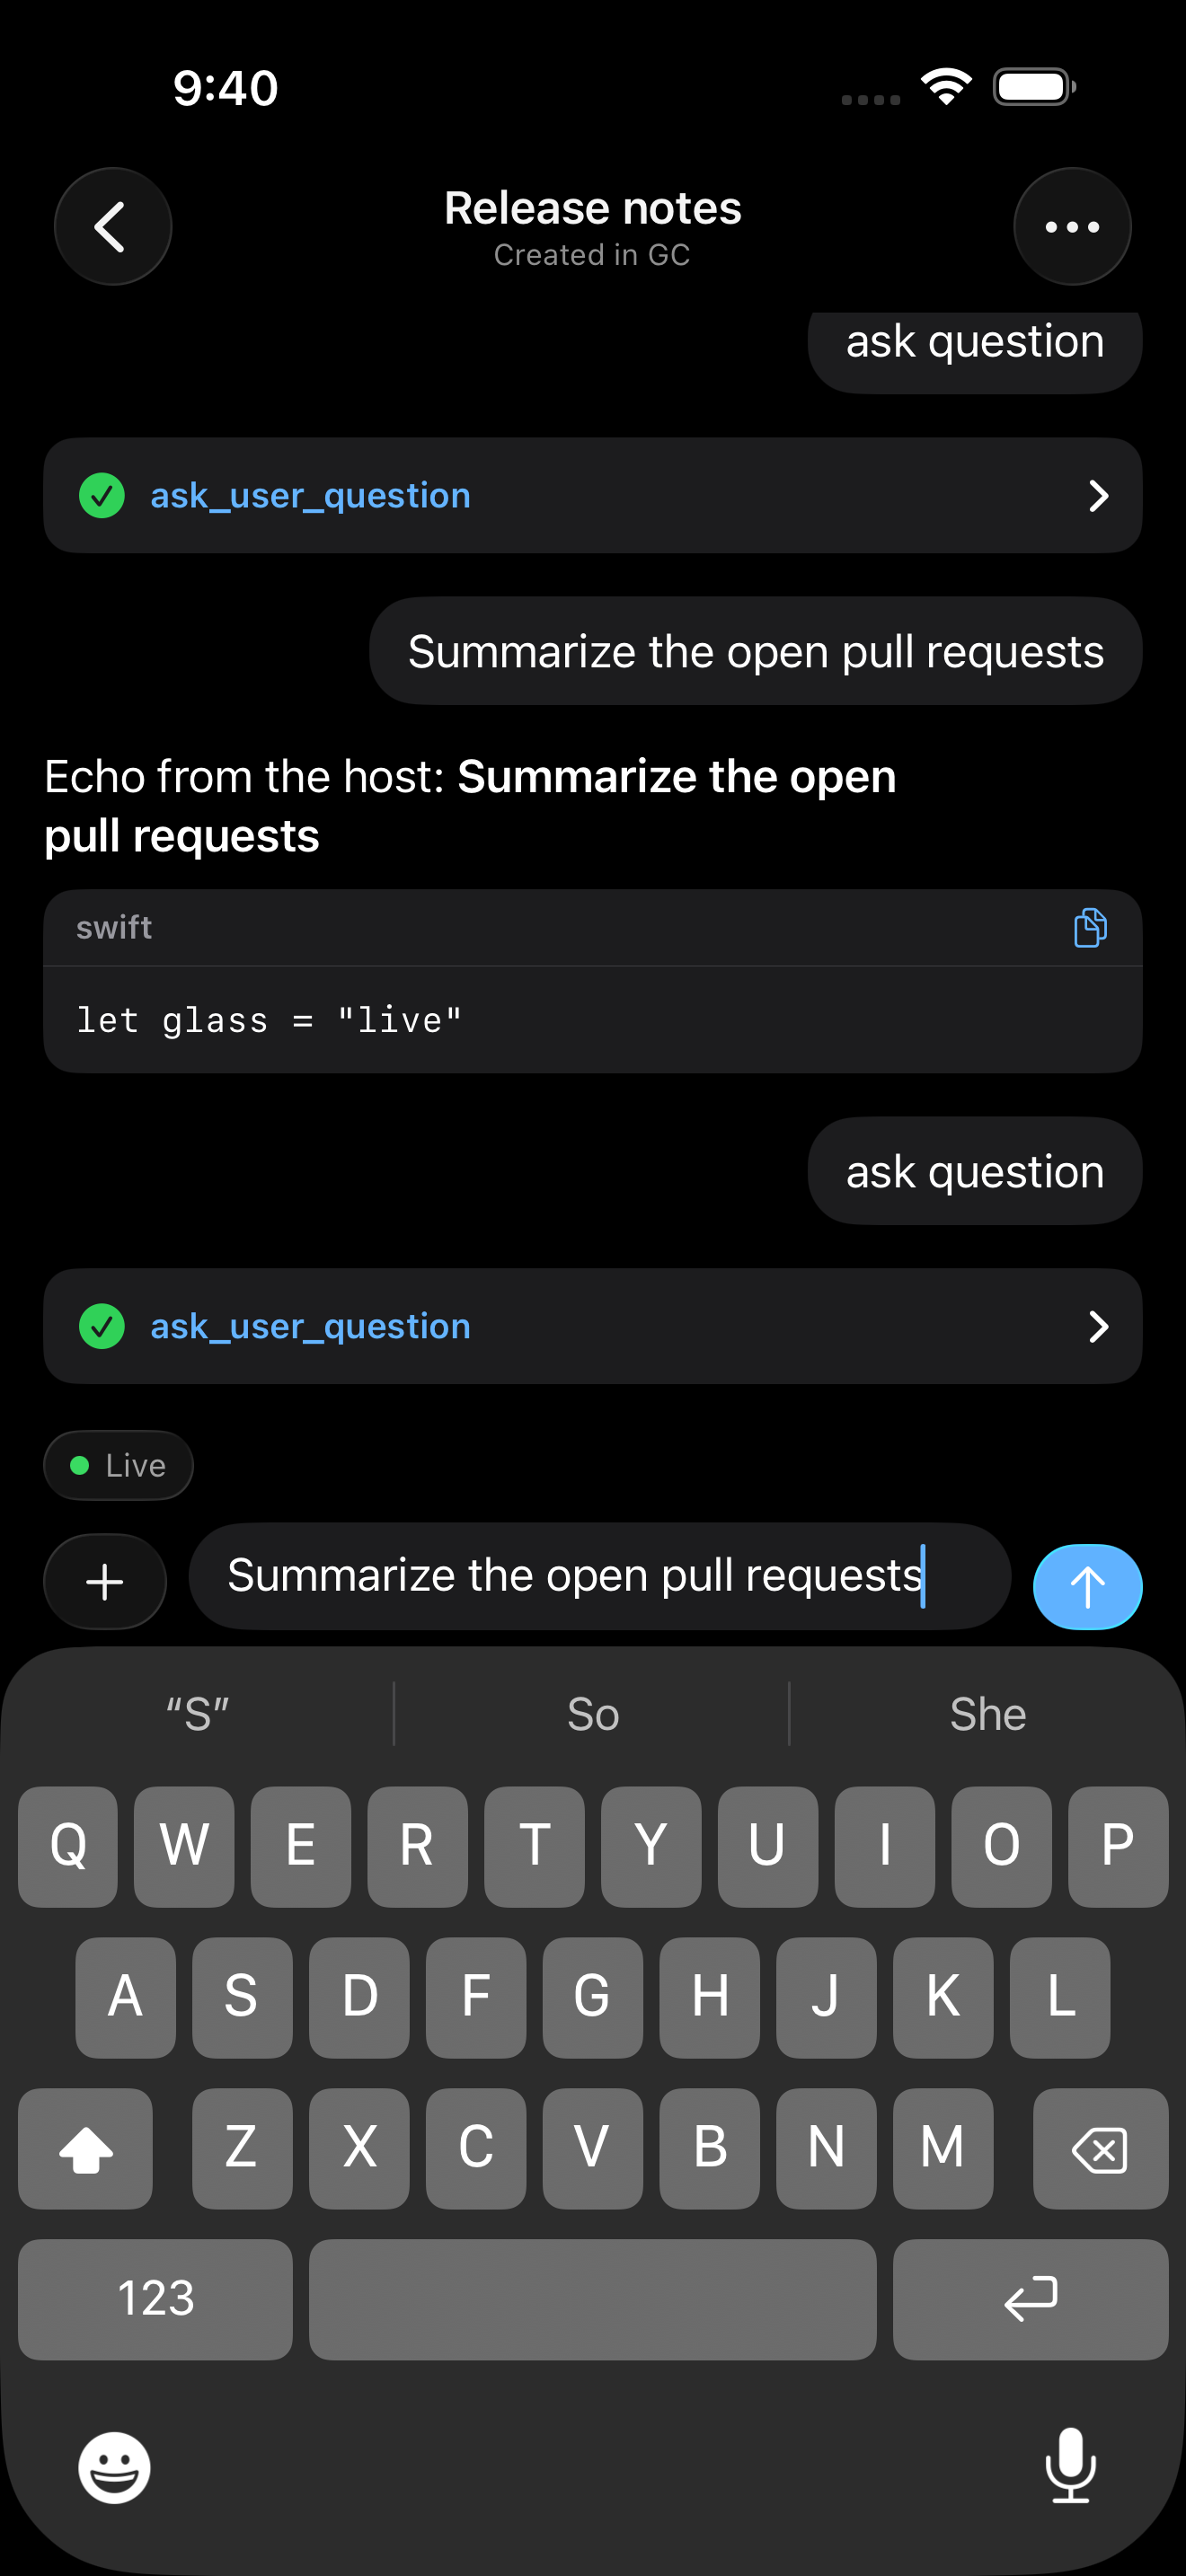 9:40
Release notes
Created in GC
ask question
ask_user_question
Summarize the open pull requests
Echo from the host: Summarize the open
pull requests
swift
let glass = "live"
ask question
ask_user_question
Live
Summarize the open pull requests
“S” So She
Q W E R T Y U I O P
A S D F G H J K L
Z X C V B N M
123